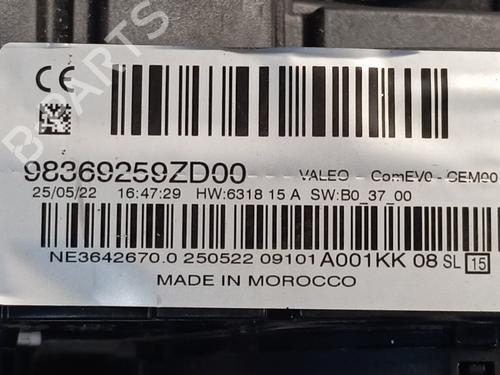 CE
98369259ZD00 VALEO - ComEV0 - CEM00
25/05/22 16:47:29 HW:6318 15 A SW:B0_37_00
NE3642670.0 250522 09101 A001KK 08 SL 15
MADE IN MOROCCO